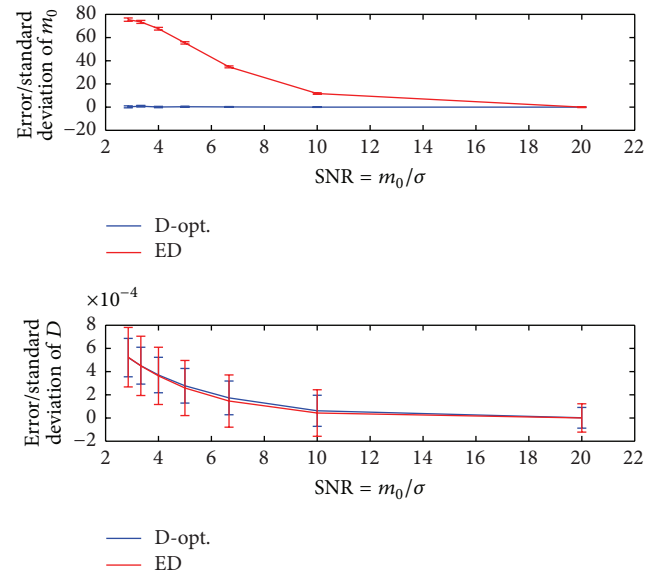 Error/standard
deviation of m₀
80
60
40
20
0
−20
2 4 6 8 10 12 14 16 18 20 22
SNR = m₀/σ
D-opt.
ED
×10⁻⁴
Error/standard
deviation of D
8
6
4
2
0
−2
2 4 6 8 10 12 14 16 18 20 22
SNR = m₀/σ
D-opt.
ED